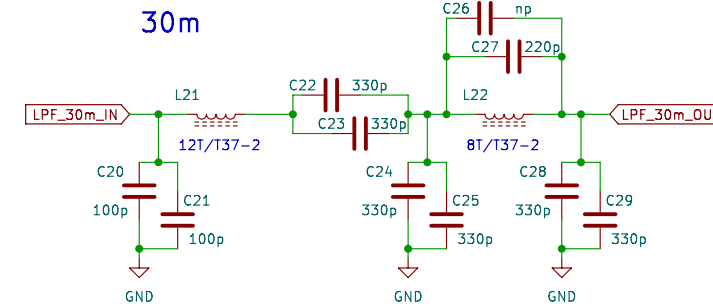 30m
C26 np
C27 220p
L21
C22 330p
C23 330p
L22
LPF_30m_IN
LPF_30m_OU
12T/T37-2
8T/T37-2
C20
100p
C21
100p
C24
330p
C25
330p
C28
330p
C29
330p
GND
GND
GND